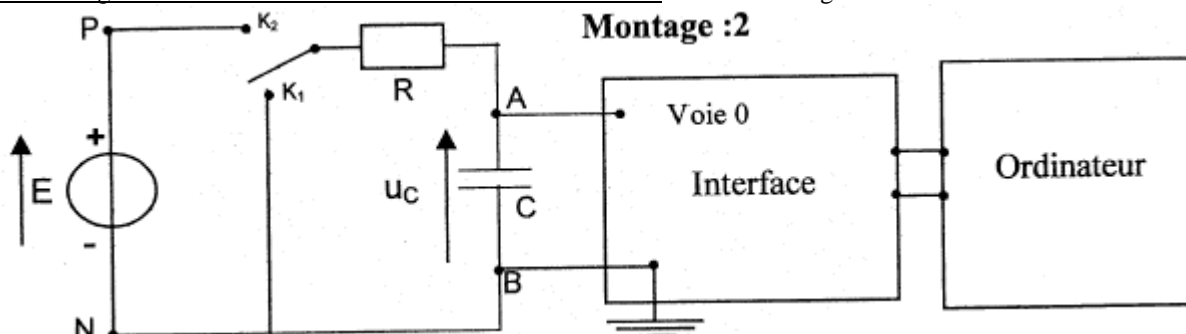 Montage :2
P
K₂
K₁
R
A
Voie 0
Interface
Ordinateur
+
E
-
u_C
C
B
N